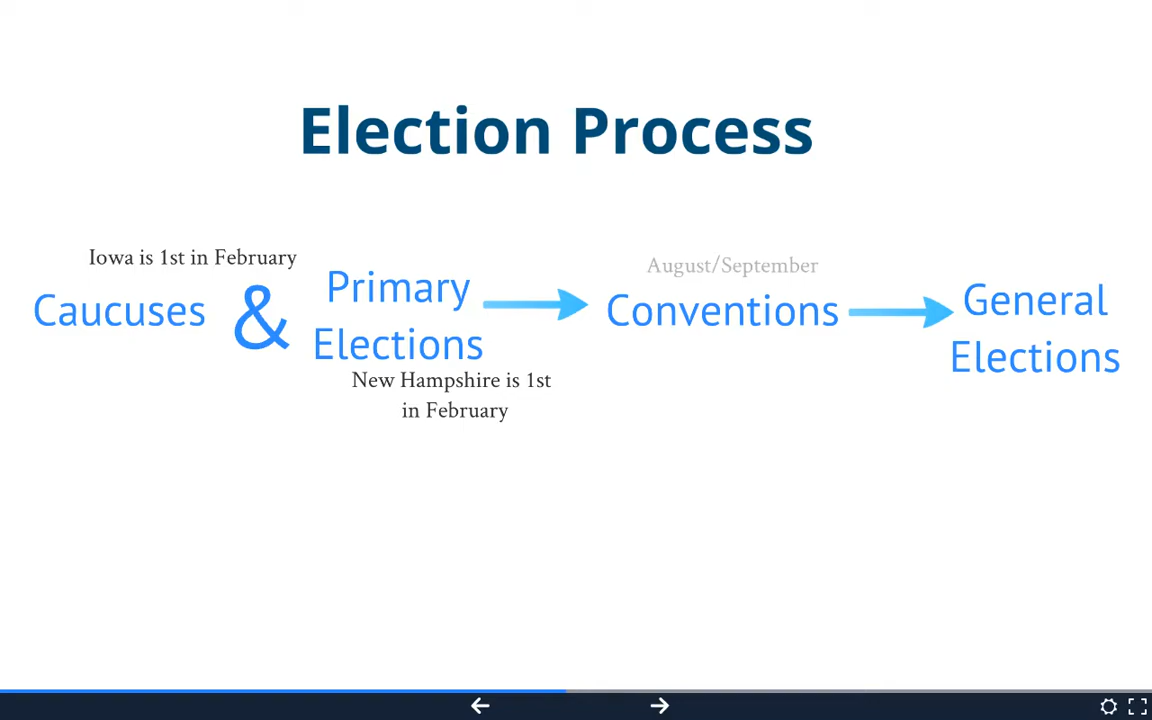 Election Process
Iowa is 1st in February
Caucuses
&
Primary
Elections
New Hampshire is 1st
in February
August/September
Conventions
General
Elections